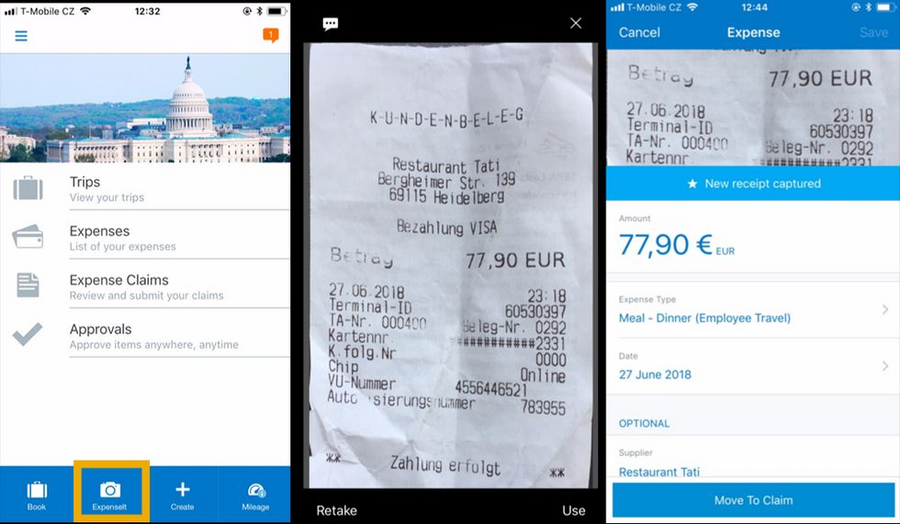 T-Mobile CZ 12:32
1
Trips
View your trips
Expenses
List of your expenses
Expense Claims
Review and submit your claims
Approvals
Approve items anywhere, anytime
Book
ExpenseIt
Create
Mileage
K-U-N-D-E-N-B-E-L-E-G
Restaurant Tati
Bergheimer Str. 139
69115 Heidelberg
Bezahlung VISA
Betrag 77,90 EUR
27.06.2018 23:18
Terminal-ID 60530397
TA-Nr. 000400 Beleg-Nr. 0292
Kartennr. ############2331
K.folg.Nr 0000
Chip Online
VU-Nummer 4556446521
783955
** Zahlung erfolgt **
Retake
Use
T-Mobile CZ 12:44
Cancel
Expense
Save
Betrag 77,90 EUR
27.06.2018 23:18
Terminal-ID 60530397
TA-Nr. 000400 Beleg-Nr. 0292
Kartennr
New receipt captured
Amount
77,90 € EUR
Expense Type
Meal - Dinner (Employee Travel)
Date
27 June 2018
OPTIONAL
Supplier
Restaurant Tati
Move To Claim